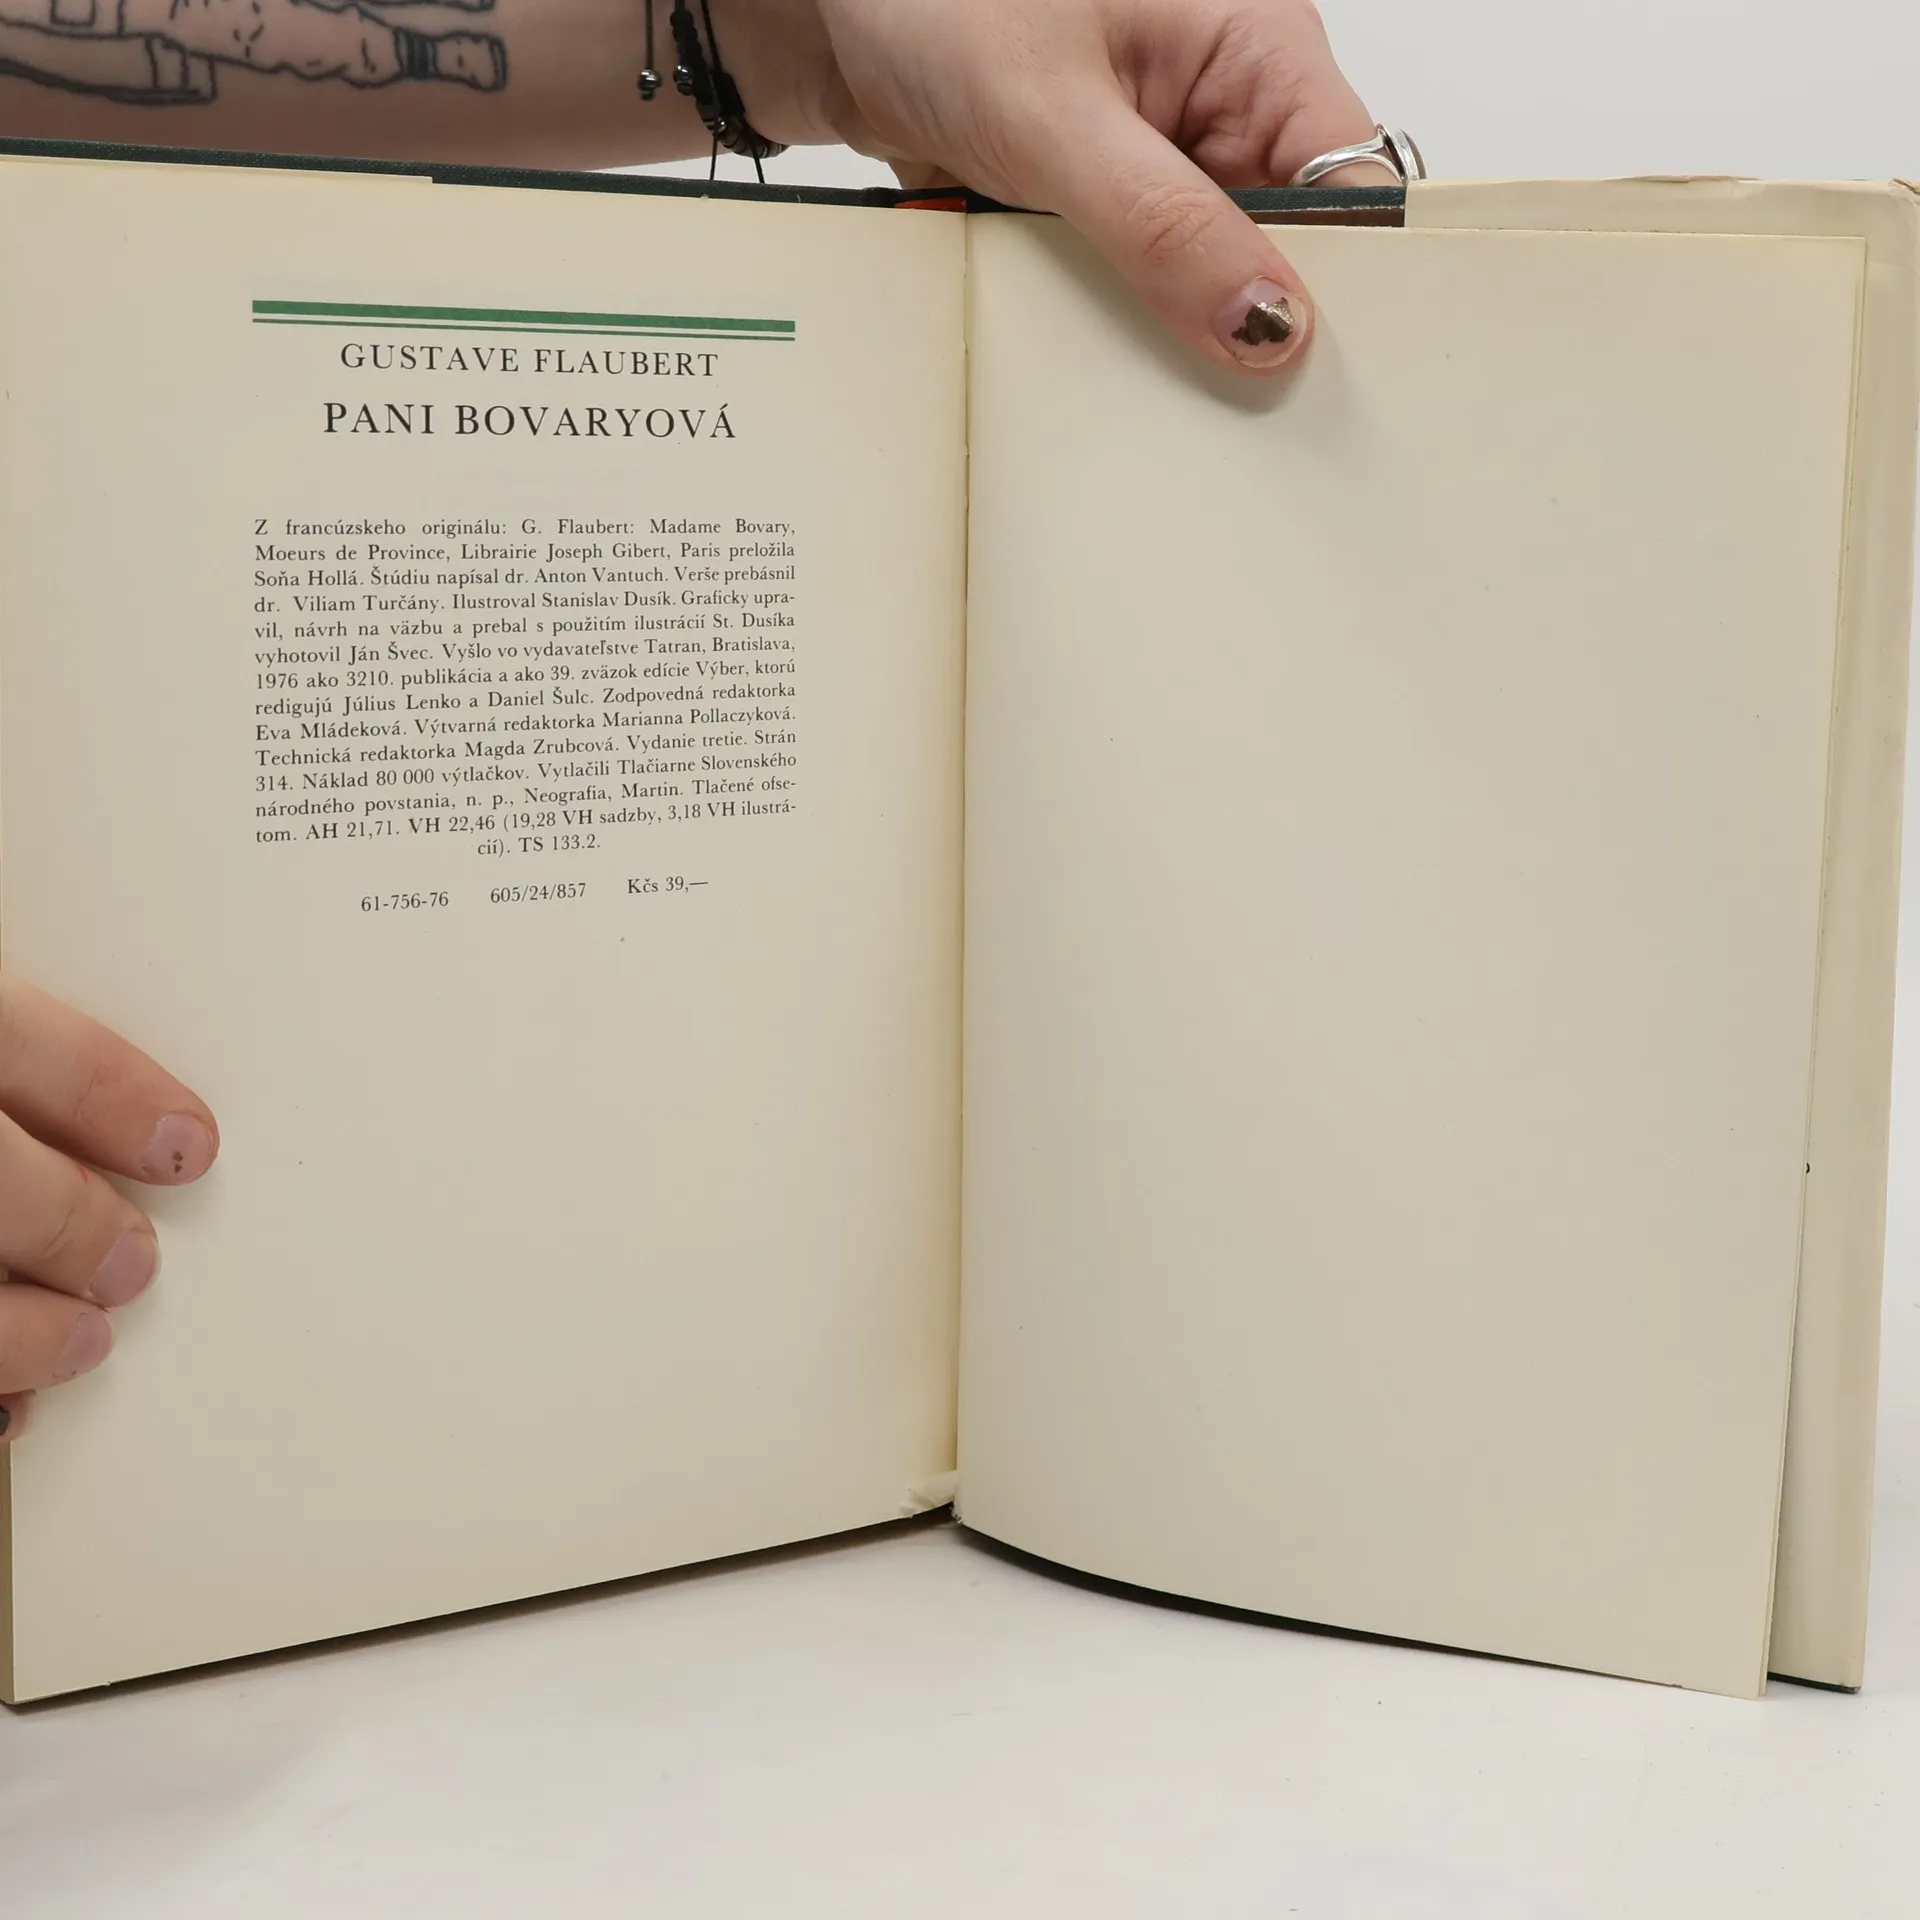 GUSTAVE FLAUBERT
PANI BOVARYOVÁ
Z francúzskeho originálu: G. Flaubert: Madame Bovary,
Moeurs de Province, Librairie Joseph Gibert, Paris preložila
Soňa Hollá. Štúdiu napísal dr. Anton Vantuch. Verše prebásnil
dr. Viliam Turčány. Ilustroval Stanislav Dusík. Graficky upra-
vil, návrh na väzbu a prebal s použitím ilustrácií St. Dusíka
vyhotovil Ján Švec. Vyšlo vo vydavateľstve Tatran, Bratislava,
1976 ako 3210. publikácia a ako 39. zväzok edície Výber, ktorú
redigujú Július Lenko a Daniel Šulc. Zodpovedná redaktorka
Eva Mládeková. Výtvarná redaktorka Marianna Pollaczyková.
Technická redaktorka Magda Zrubcová. Vydanie tretie. Strán
314. Náklad 80 000 výtlačkov. Vytlačili Tlačiarne Slovenského
národného povstania, n. p., Neografia, Martin. Tlačené ofse-
tom. AH 21,71. VH 22,46 (19,28 VH sadzby, 3,18 VH ilustrá-
cií). TS 133.2.
61-756-76 605/24/857 Kčs 39,—